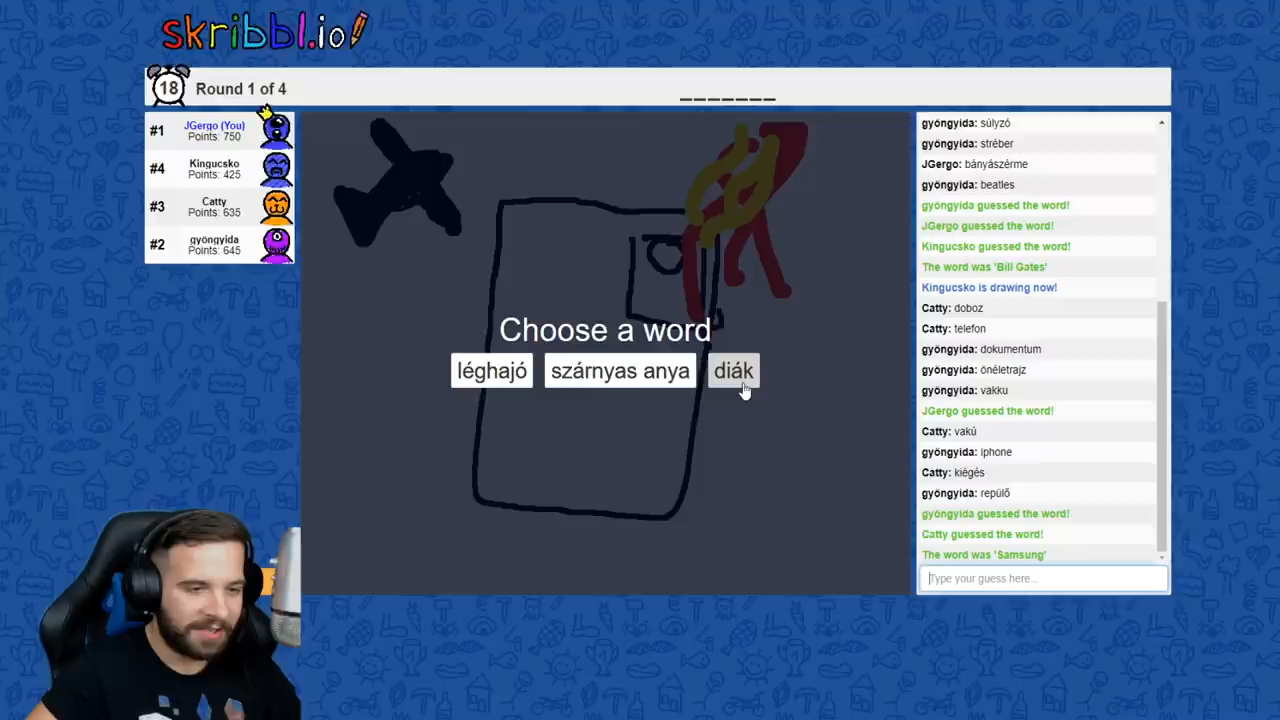 skribbl.io
18
Round 1 of 4
_______
#1 JGergo (You)
Points: 750
#4 Kingucsko
Points: 425
#3 Catty
Points: 635
#2 gyöngyida
Points: 645
Choose a word
léghajó szárnyas anya diák
gyöngyida: súlyzó
gyöngyida: stréber
JGergo: bányászérme
gyöngyida: beatles
gyöngyida guessed the word!
JGergo guessed the word!
Kingucsko guessed the word!
The word was 'Bill Gates'
Kingucsko is drawing now!
Catty: doboz
Catty: telefon
gyöngyida: dokumentum
gyöngyida: önéletrajz
gyöngyida: vakku
JGergo guessed the word!
Catty: vakú
gyöngyida: iphone
Catty: kiégés
gyöngyida: repülő
gyöngyida guessed the word!
Catty guessed the word!
The word was 'Samsung'
Type your guess here...